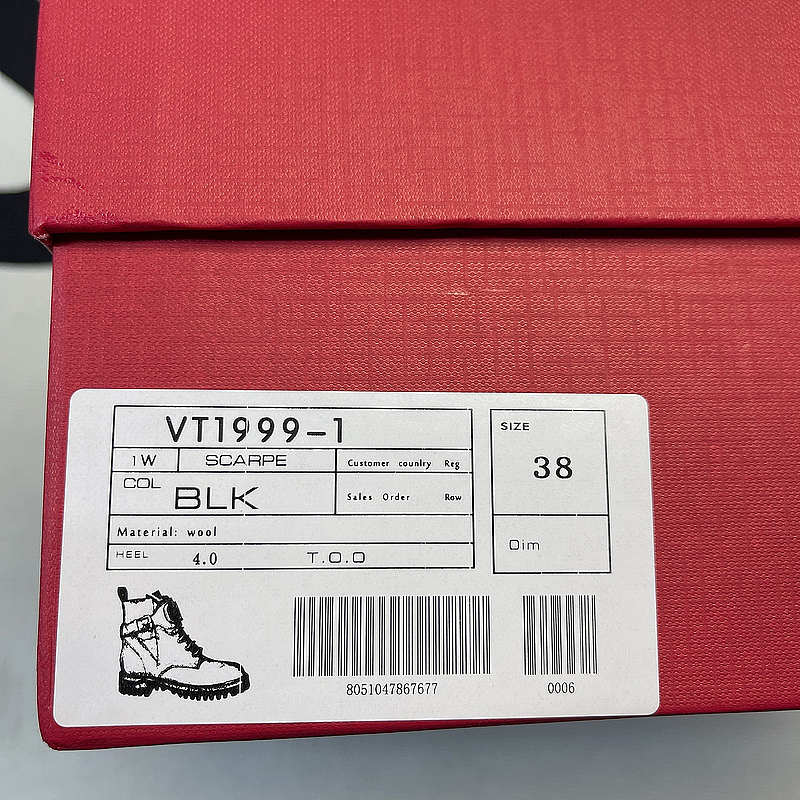 VT1999-1
1W SCARPE Customer counlry Reg
COL BLK Sales Order Row
Material: wool
HEEL 4.0 T.O.O
SIZE
38
Dim
8051047867677
0006